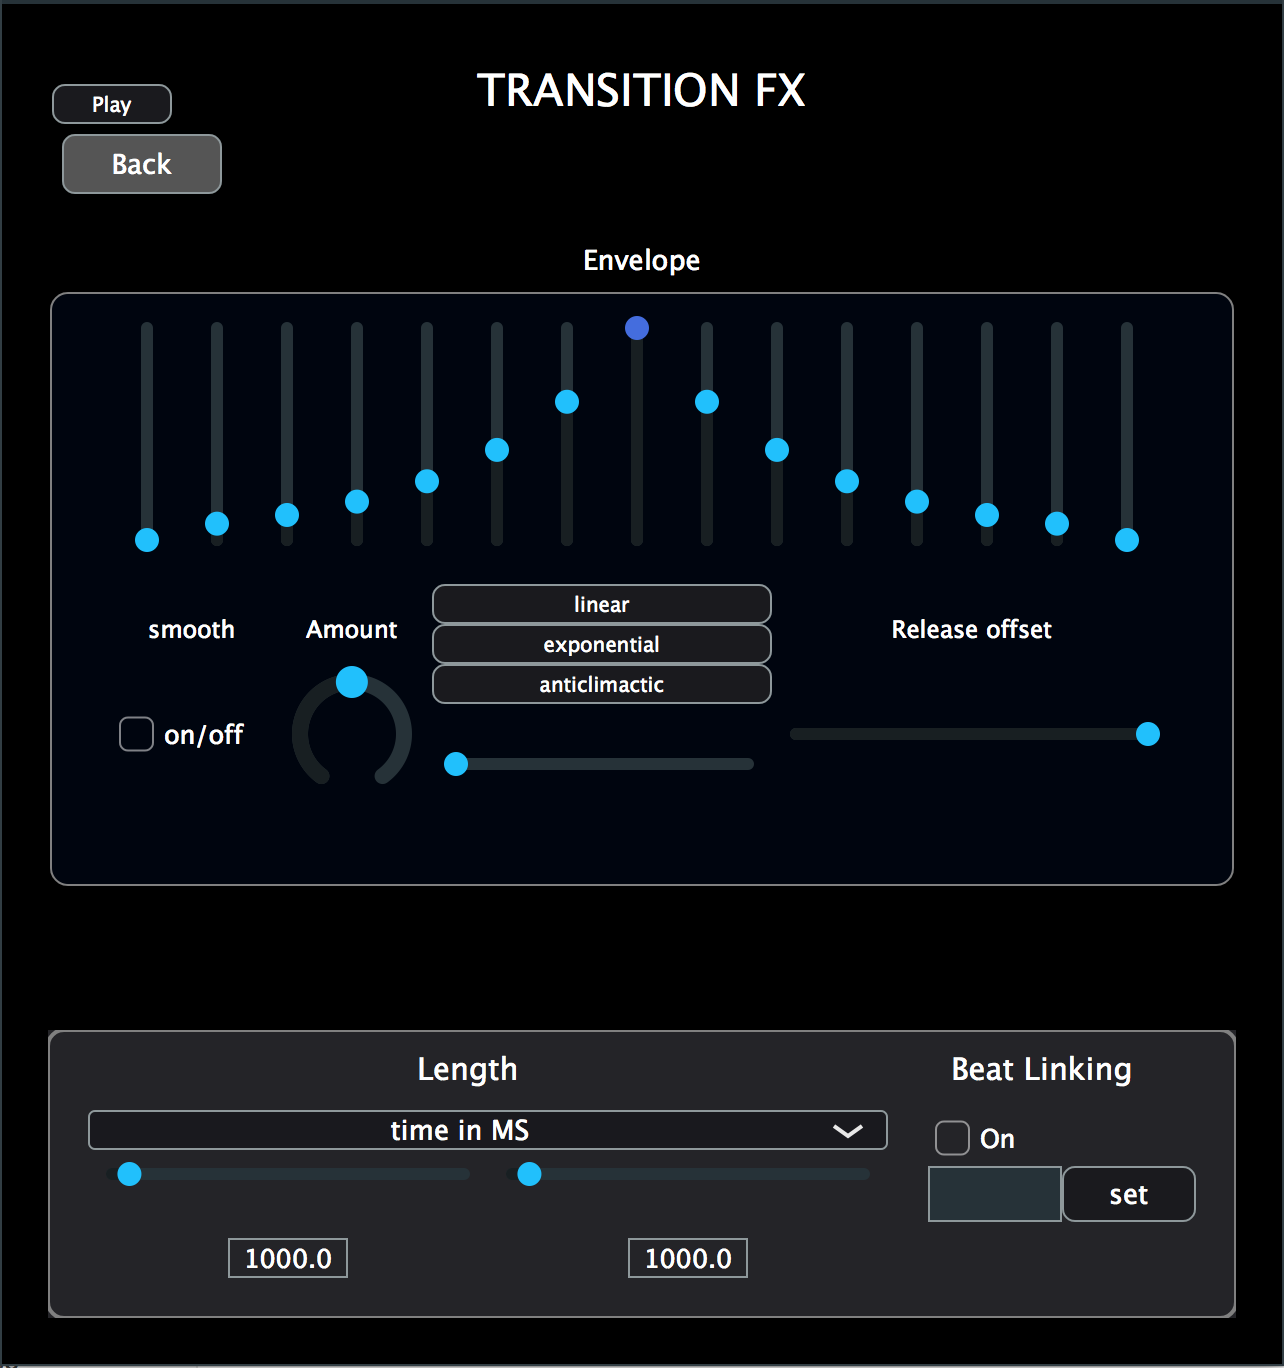 TRANSITION FX
Play
Back
Envelope
linear
exponential
anticlimactic
smooth
Amount
Release offset
on/off
Length
Beat Linking
time in MS
On
set
1000.0
1000.0